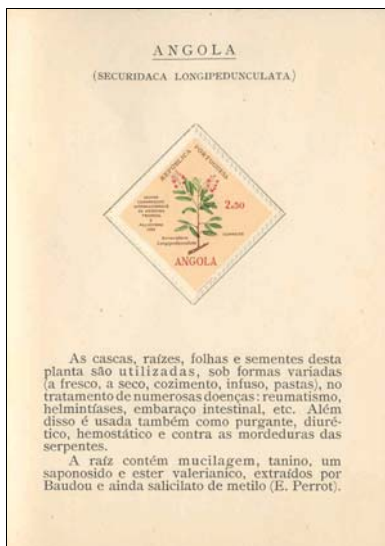 ANGOLA
(SECURIDACA LONGIPEDUNCULATA)
REPÚBLICA PORTUGUESA
2.50
ANGOLA
As cascas, raízes, folhas e sementes desta
planta são utilizadas, sob formas variadas
(a fresco, a seco, cozimento, infuso, pastas), no
tratamento de numerosas doenças: reumatismo,
helmintíases, embaraço intestinal, etc. Além
disso é usada também como purgante, diuré-
tico, hemostático e contra as mordeduras das
serpentes.
A raíz contém mucilagem, tanino, um
saponosido e ester valerianico, extraídos por
Baudou e ainda salicilato de metilo (E. Perrot).